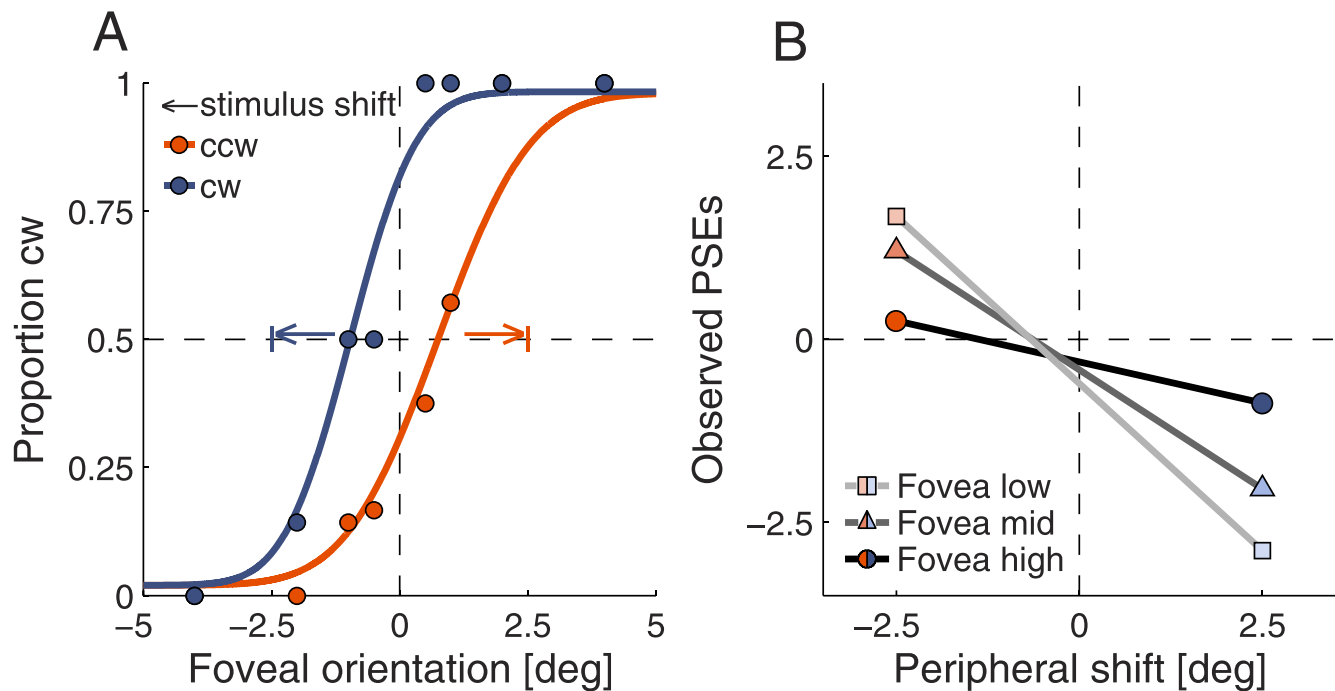 A
1
0.75
0.5
0.25
0
Proportion cw
←stimulus shift
ccw
cw
−5
−2.5
0
2.5
5
Foveal orientation [deg]
B
2.5
0
−2.5
Observed PSEs
Fovea low
Fovea mid
Fovea high
−2.5
0
2.5
Peripheral shift [deg]